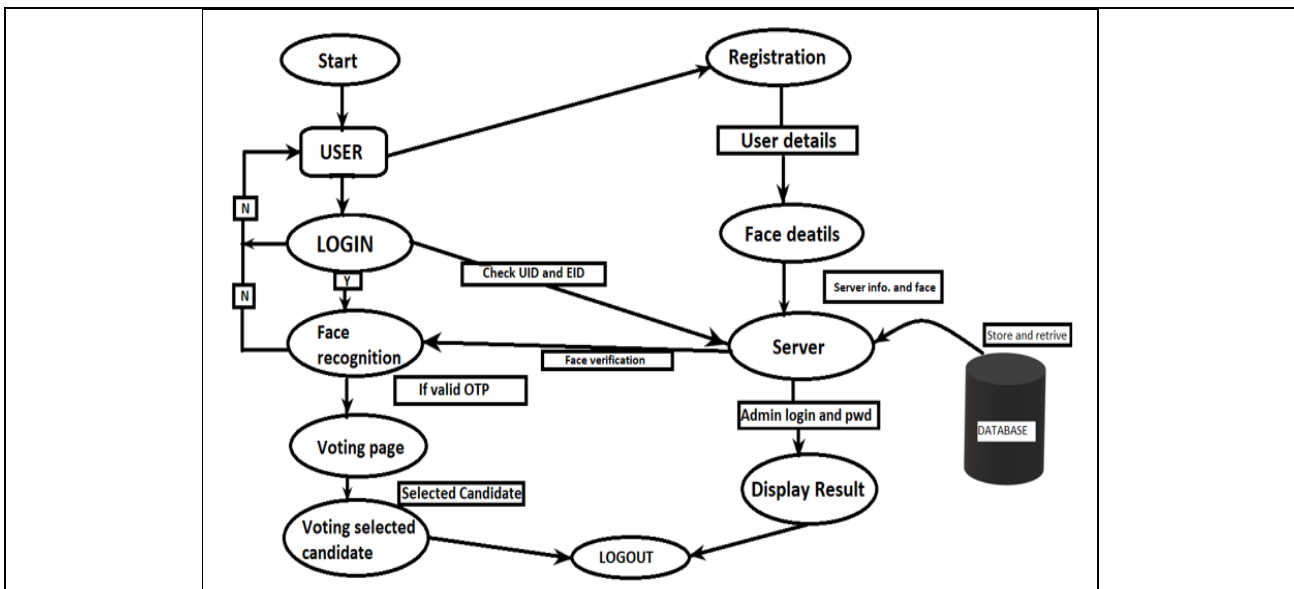 Start
Registration
User details
USER
N
LOGIN
Face deatils
Check UID and EID
Y
Server info. and face
N
Face
recognition
Server
Store and retrive
Face verification
If valid OTP
Admin login and pwd
DATABASE
Voting page
Selected Candidate
Display Result
Voting selected
candidate
LOGOUT